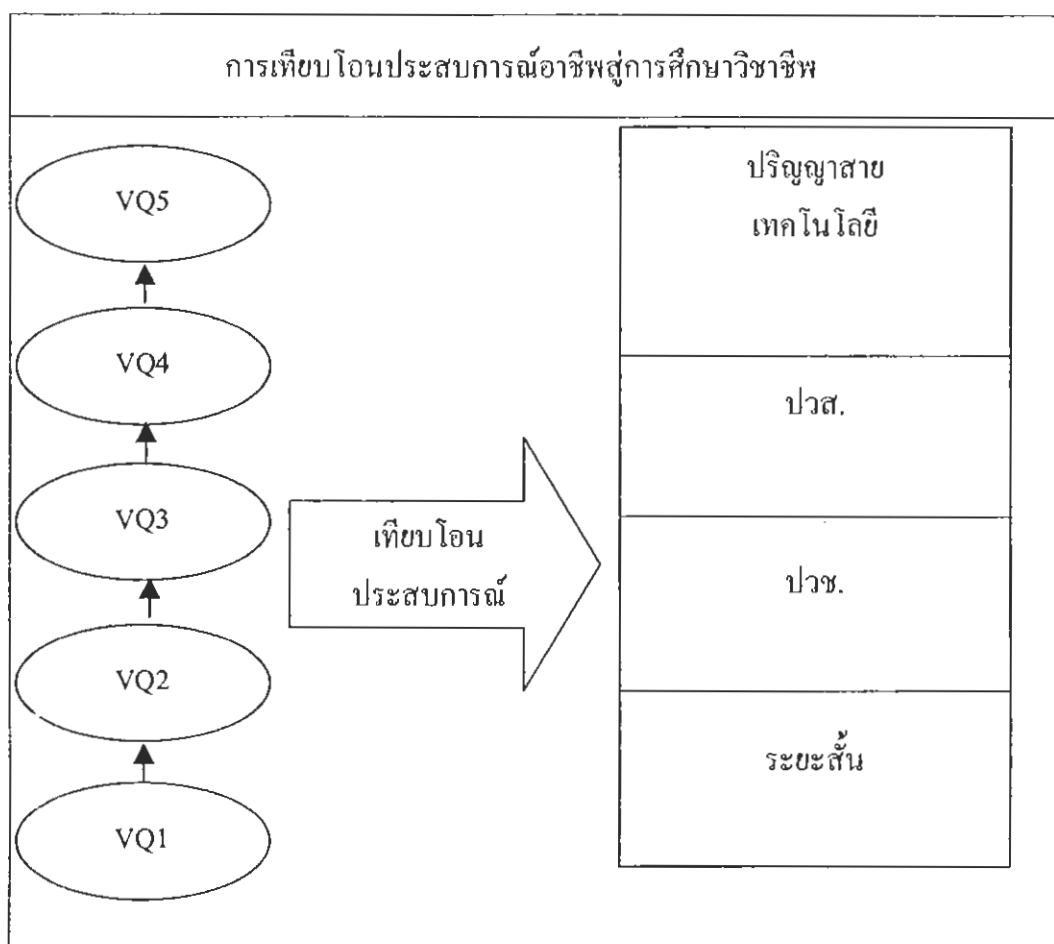 การเทียบโอนประสบการณ์อาชีพสู่การศึกษาวิชาชีพ
VQ5
VQ4
VQ3
VQ2
VQ1
เทียบโอน
ประสบการณ์
ปริญญาสาย
เทคโนโลยี
ปวส.
ปวช.
ระยะสั้น